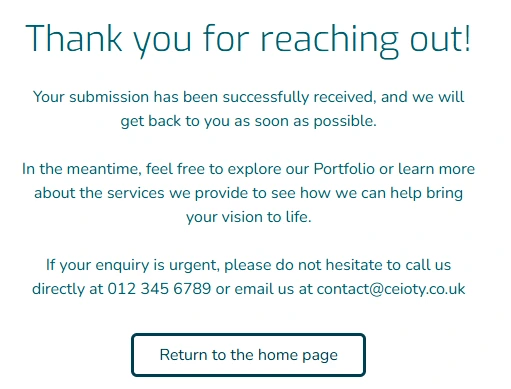 Thank you for reaching out!
Your submission has been successfully received, and we will
get back to you as soon as possible.
In the meantime, feel free to explore our Portfolio or learn more
about the services we provide to see how we can help bring
your vision to life.
If your enquiry is urgent, please do not hesitate to call us
directly at 012 345 6789 or email us at contact@ceioty.co.uk
Return to the home page